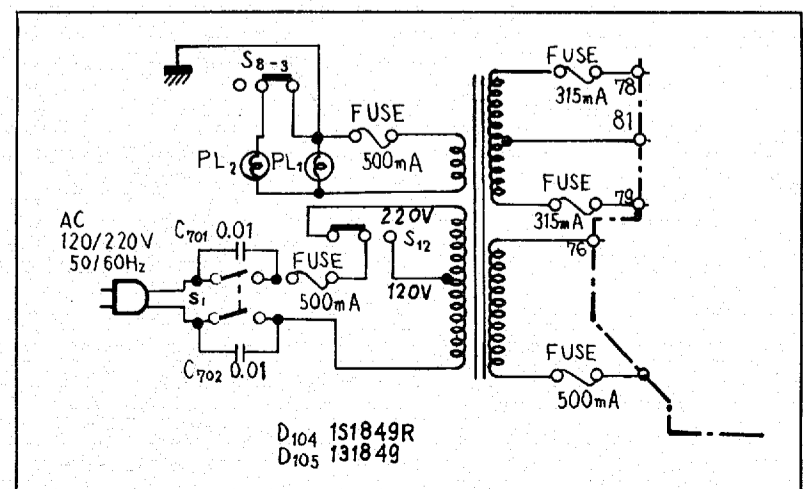 S8-3
FUSE
315mA
78
81
FUSE
500mA
PL2 PL1
FUSE
315mA
79
AC
120/220V
50/60Hz
C701 0.01
S1
FUSE
500mA
220V
S12
120V
76
C702 0.01
FUSE
500mA
D104 1S1849R
D105 131849